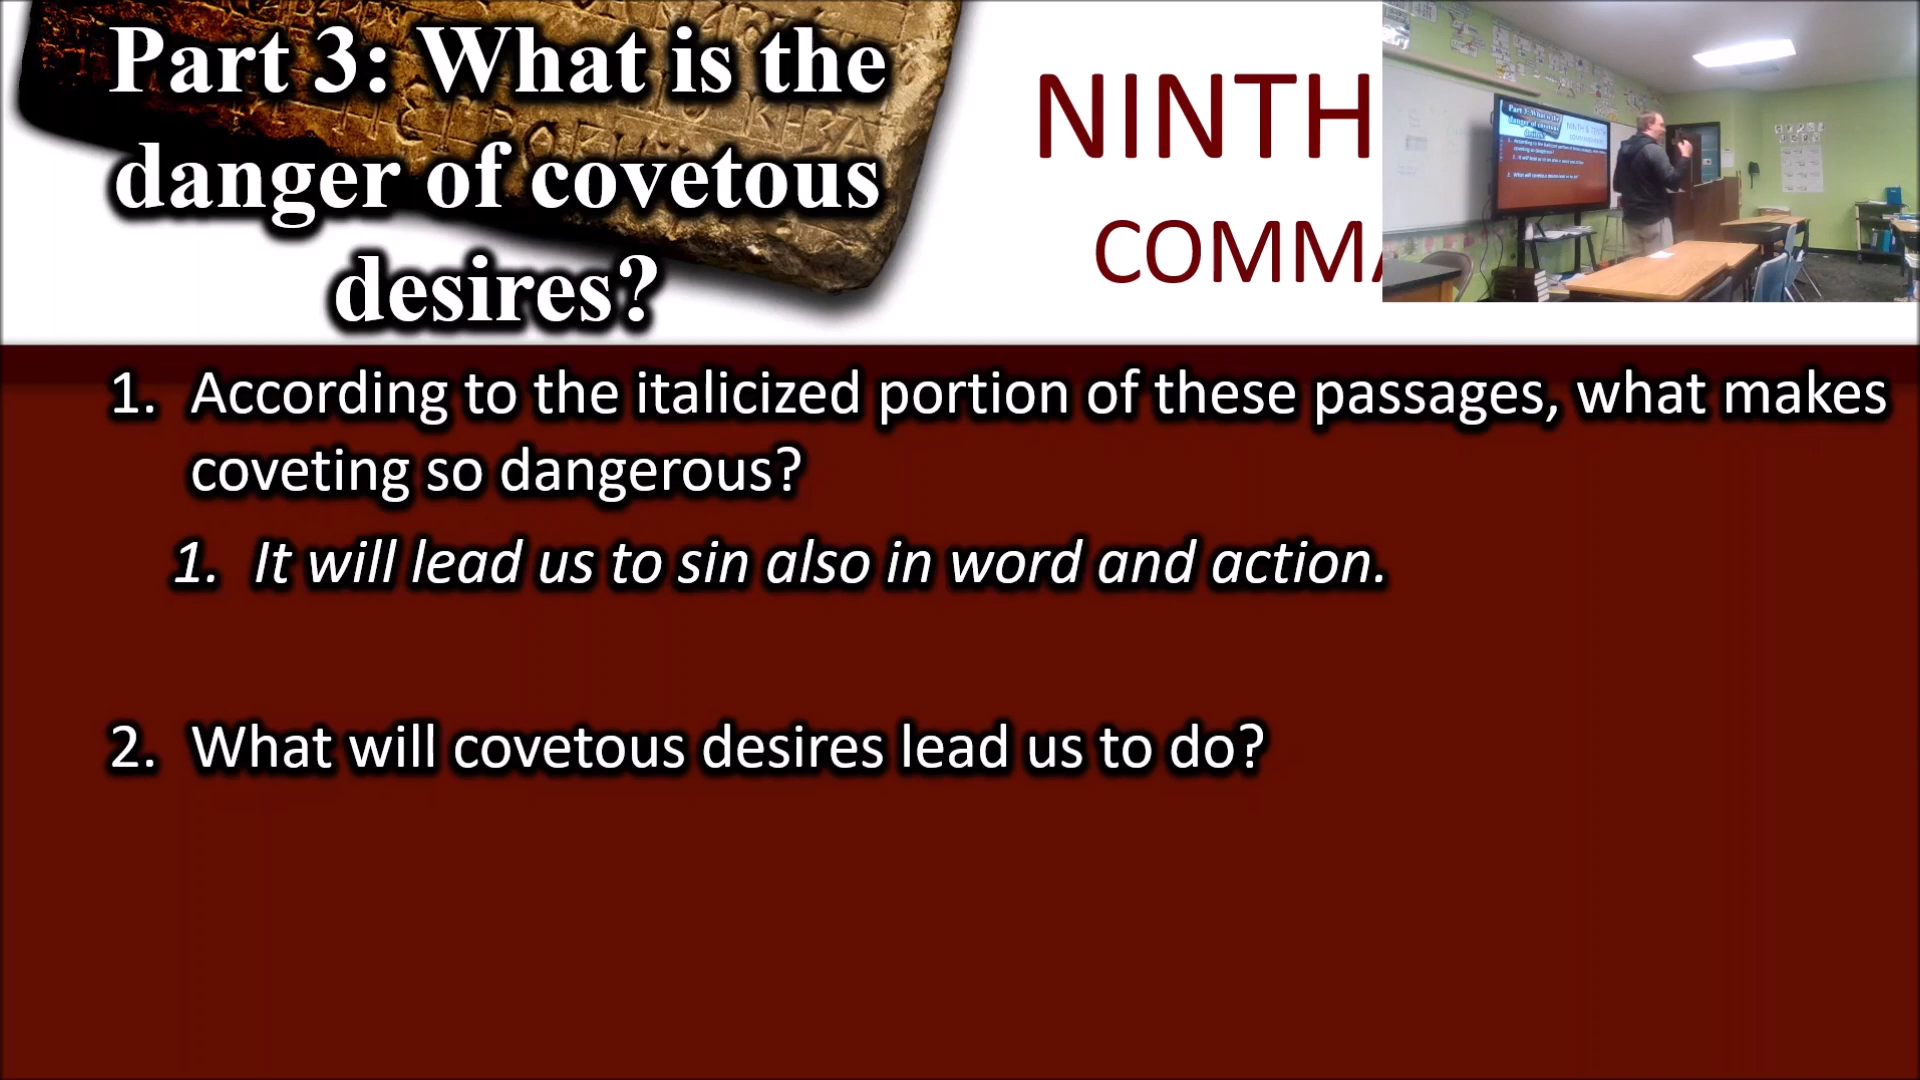 Part 3: What is the
danger of covetous
desires?
NINTH
COMMA
1. According to the italicized portion of these passages, what makes
coveting so dangerous?
1. It will lead us to sin also in word and action.
2. What will covetous desires lead us to do?